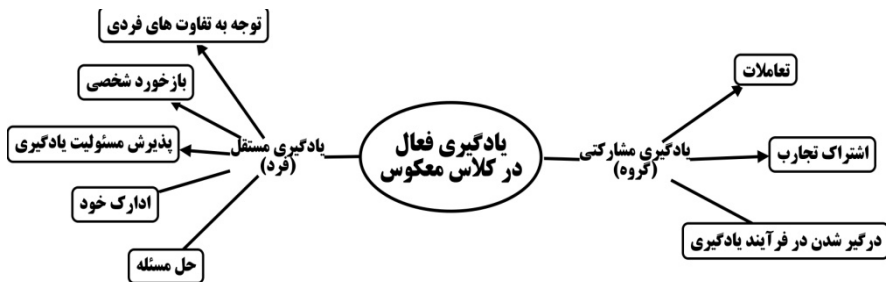 توجه به تفاوت های فردی
بازخورد شخصی
پذیرش مسئولیت یادگیری
ادارک خود
حل مسئله
یادگیری مستقل
(فرد)
یادگیری فعال
در کلاس معکوس
یادگیری مشارکتی
(گروه)
تعاملات
اشتراک تجارب
درگیر شدن در فرآیند یادگیری